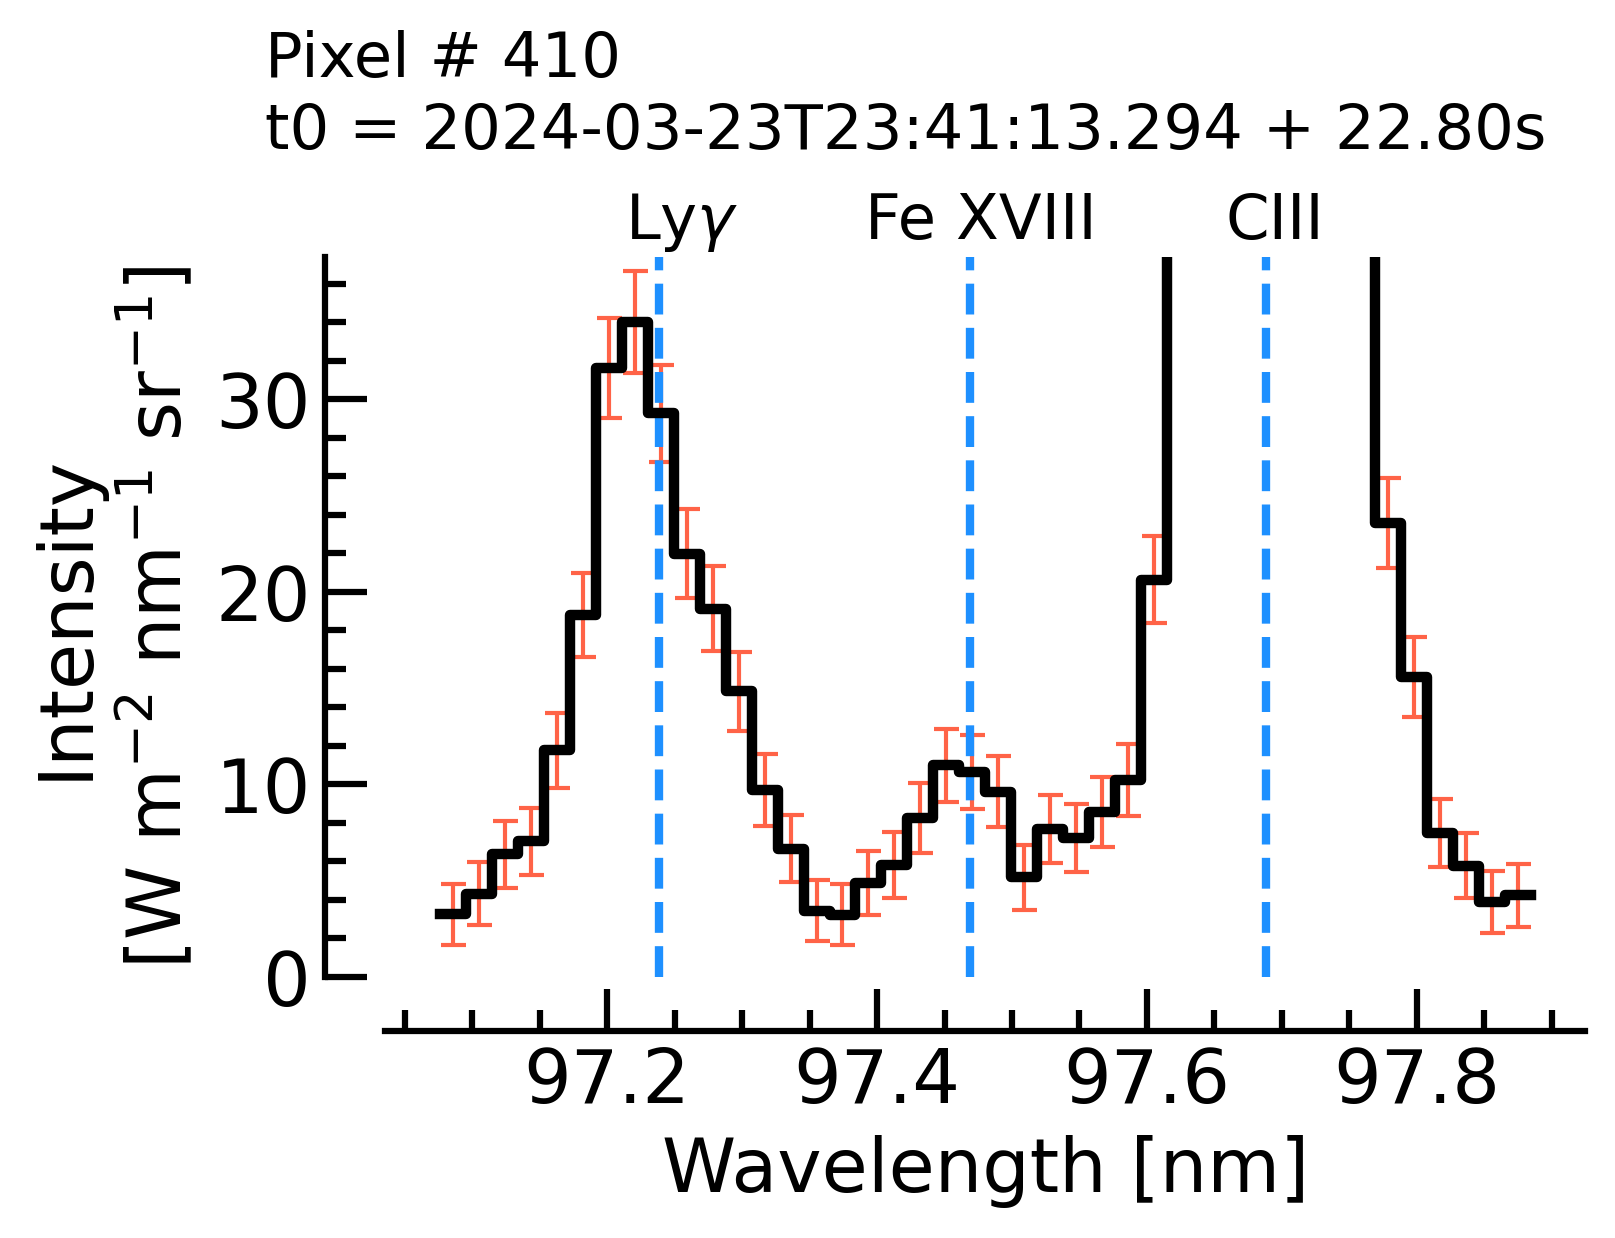 Pixel # 410
t0 = 2024-03-23T23:41:13.294 + 22.80s
Lyγ Fe XVIII CIII
Intensity
[W m⁻² nm⁻¹ sr⁻¹]
30
20
10
0
97.2 97.4 97.6 97.8
Wavelength [nm]